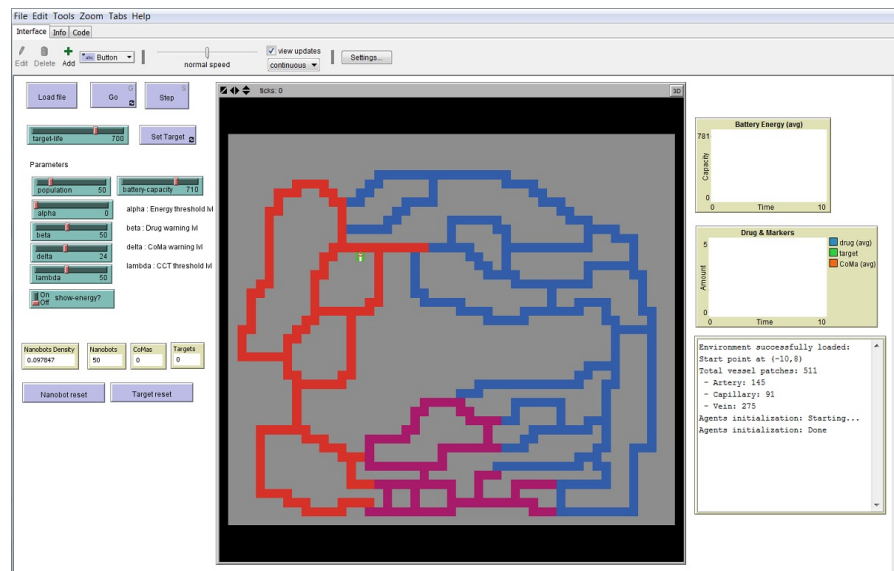 File Edit Tools Zoom Tabs Help
Interface Info Code
Edit Delete Add
abc Button
normal speed
view updates
continuous
Settings...
Load file
G
Go
S
Step
target-life 700
Set Target
Parameters
population 50
battery-capacity 710
alpha 0
alpha : Energy threshold lvl
beta 50
beta : Drug warning lvl
delta 24
delta : CoMa warning lvl
lambda 50
lambda : CCT threshold lvl
On
Off
show-energy?
Nanobots Density
0.097847
Nanobots
50
CoMas
0
Targets
0
Nanobot reset
Target reset
ticks: 0
3D
Battery Energy (avg)
781
Capacity
0
0 Time 10
Drug & Markers
5
Amount
0
0 Time 10
drug (avg)
target
CoMa (avg)
Environment successfully loaded:
Start point at (-10,8)
Total vessel patches: 511
- Artery: 145
- Capillary: 91
- Vein: 275
Agents initialization: Starting...
Agents initialization: Done